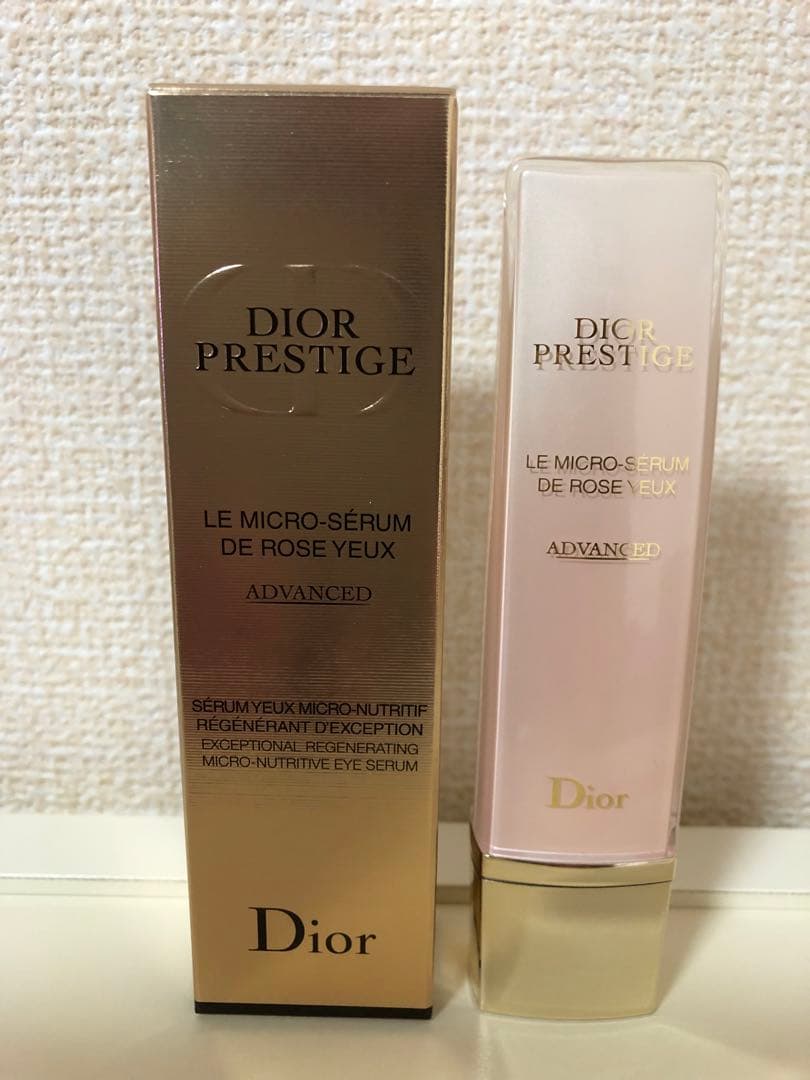 DIOR
PRESTIGE
LE MICRO-SÉRUM
DE ROSE YEUX
ADVANCED
SÉRUM YEUX MICRO-NUTRITIF
RÉGÉNÉRANT D'EXCEPTION
EXCEPTIONAL REGENERATING
MICRO-NUTRITIVE EYE SERUM
Dior
DIOR
PRESTIGE
LE MICRO-SÉRUM
DE ROSE YEUX
ADVANCED
Dior